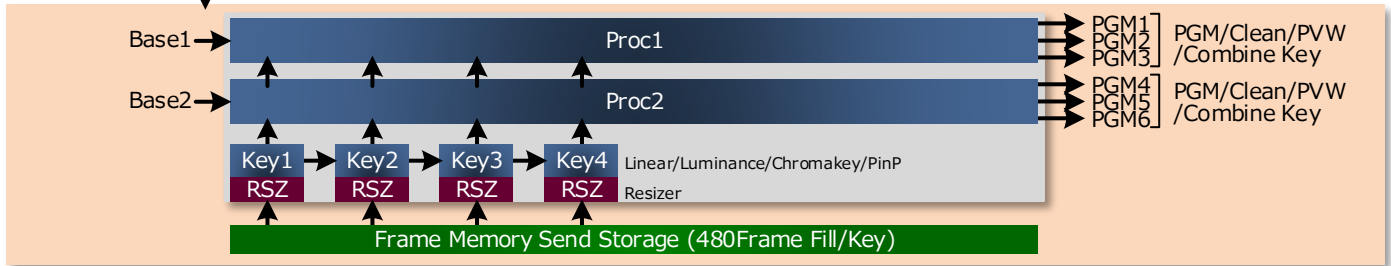 Base1
Proc1
PGM1
PGM2
PGM3
PGM/Clean/PVW
/Combine Key
Base2
Proc2
PGM4
PGM5
PGM6
PGM/Clean/PVW
/Combine Key
Key1
Key2
Key3
Key4
Linear/Luminance/Chromakey/PinP
RSZ
RSZ
RSZ
RSZ
Resizer
Frame Memory Send Storage (480Frame Fill/Key)